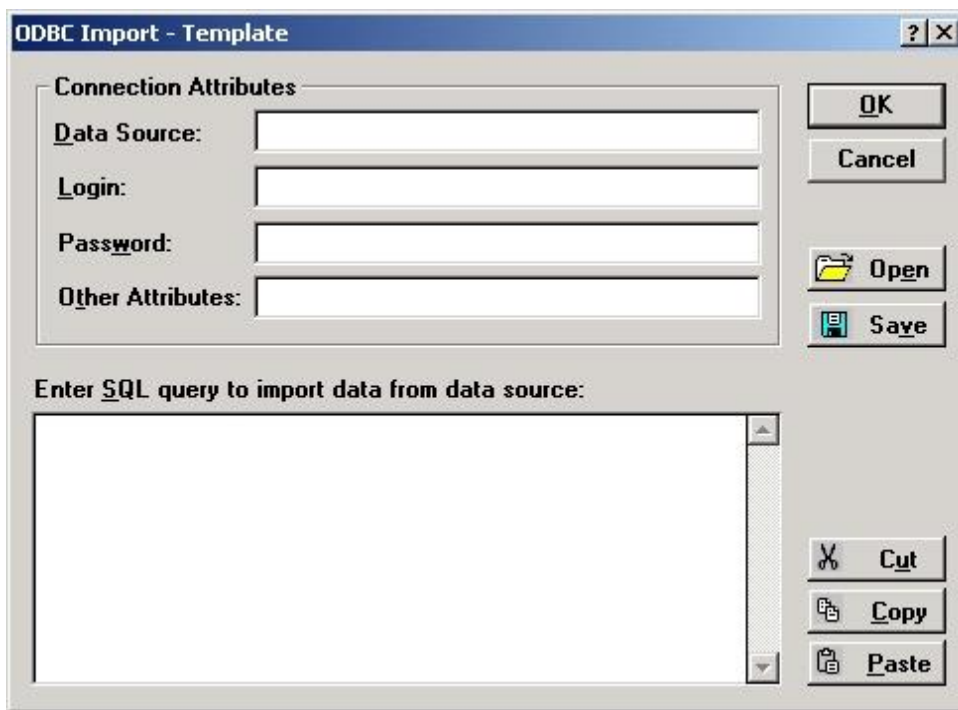 ODBC Import - Template
Connection Attributes
Data Source:
Login:
Password:
Other Attributes:
OK
Cancel
Open
Save
Enter SQL query to import data from data source:
Cut
Copy
Paste